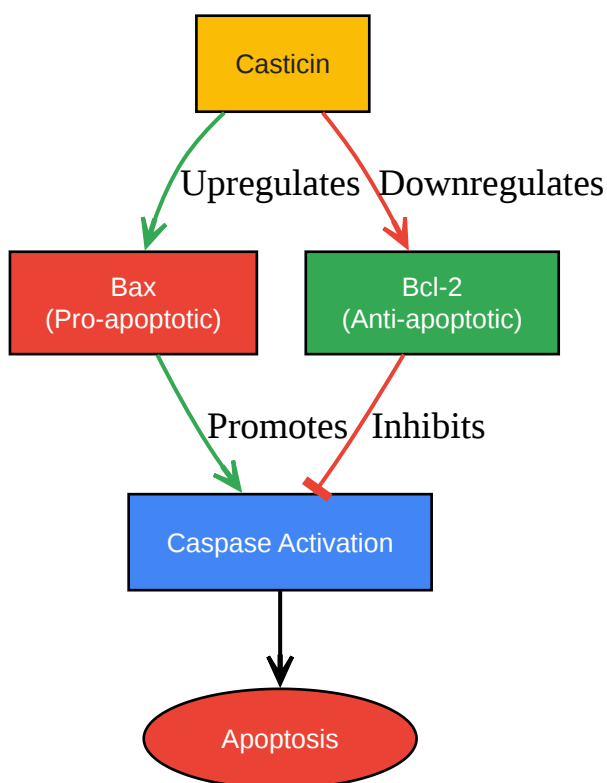 Casticin
Upregulates
Downregulates
Bax
(Pro-apoptotic)
Bcl-2
(Anti-apoptotic)
Promotes
Inhibits
Caspase Activation
Apoptosis